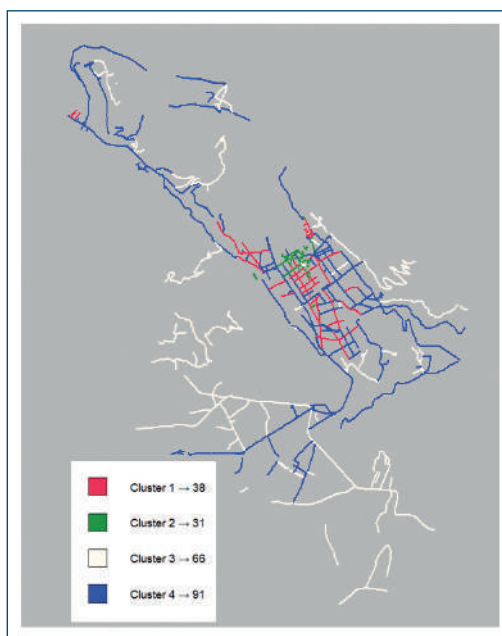 Cluster 1 → 38
Cluster 2 → 31
Cluster 3 → 66
Cluster 4 → 91